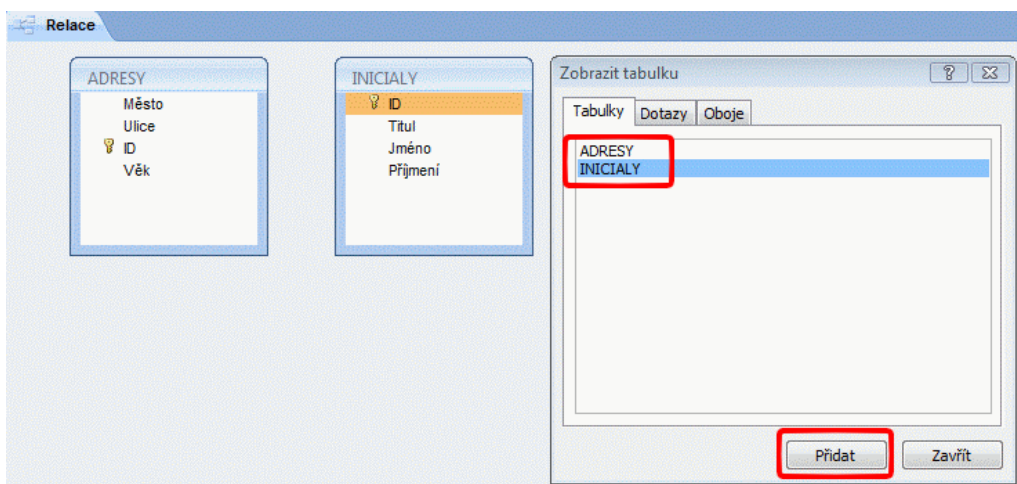 Relace
ADRESY
Město
Ulice
ID
Věk
INICIALY
ID
Titul
Jméno
Příjmení
Zobrazit tabulku
Tabulky Dotazy Oboje
ADRESY
INICIALY
Přidat Zavřít